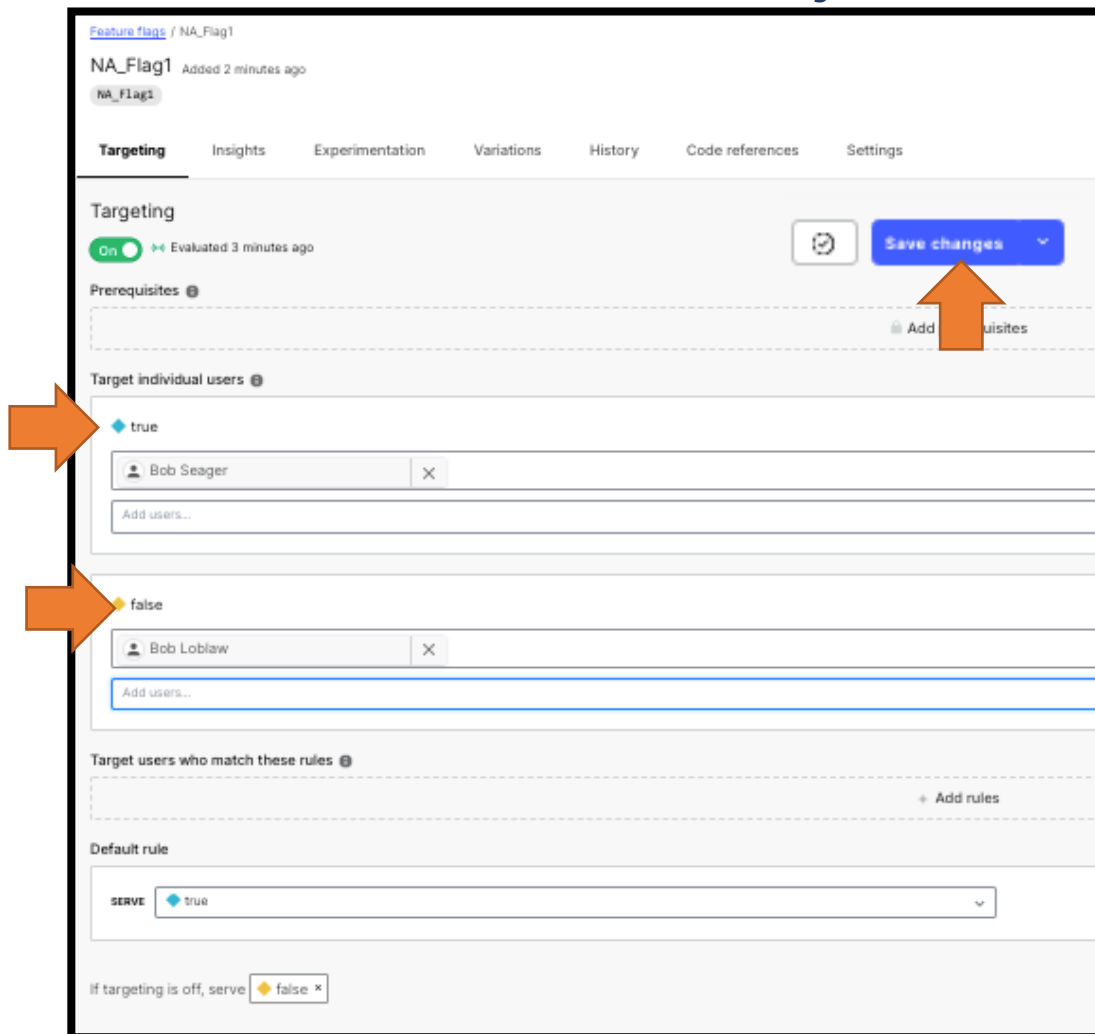 Feature flags / NA_Flag1
NA_Flag1 Added 2 minutes ago
NA_Flag1
Targeting Insights Experimentation Variations History Code references Settings
Targeting
On Evaluated 3 minutes ago
Save changes
Prerequisites
Add uisites
Target individual users
true
Bob Seager
Add users...
false
Bob Loblaw
Add users...
Target users who match these rules
+ Add rules
Default rule
SERVE true
If targeting is off, serve false ×